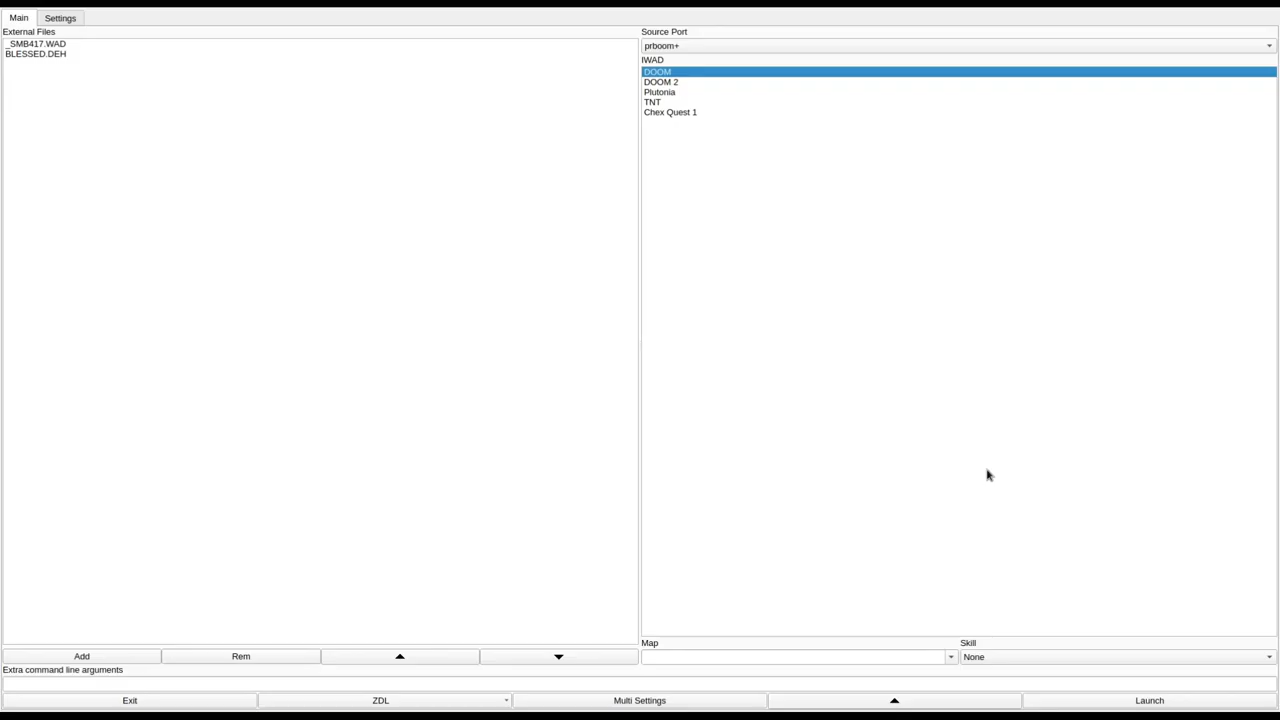 Main Settings
External Files
_SMB417.WAD
BLESSED.DEH
Source Port
prboom+
IWAD
DOOM
DOOM 2
Plutonia
TNT
Chex Quest 1
Add Rem
Map Skill
None
Extra command line arguments
Exit ZDL Multi Settings Launch